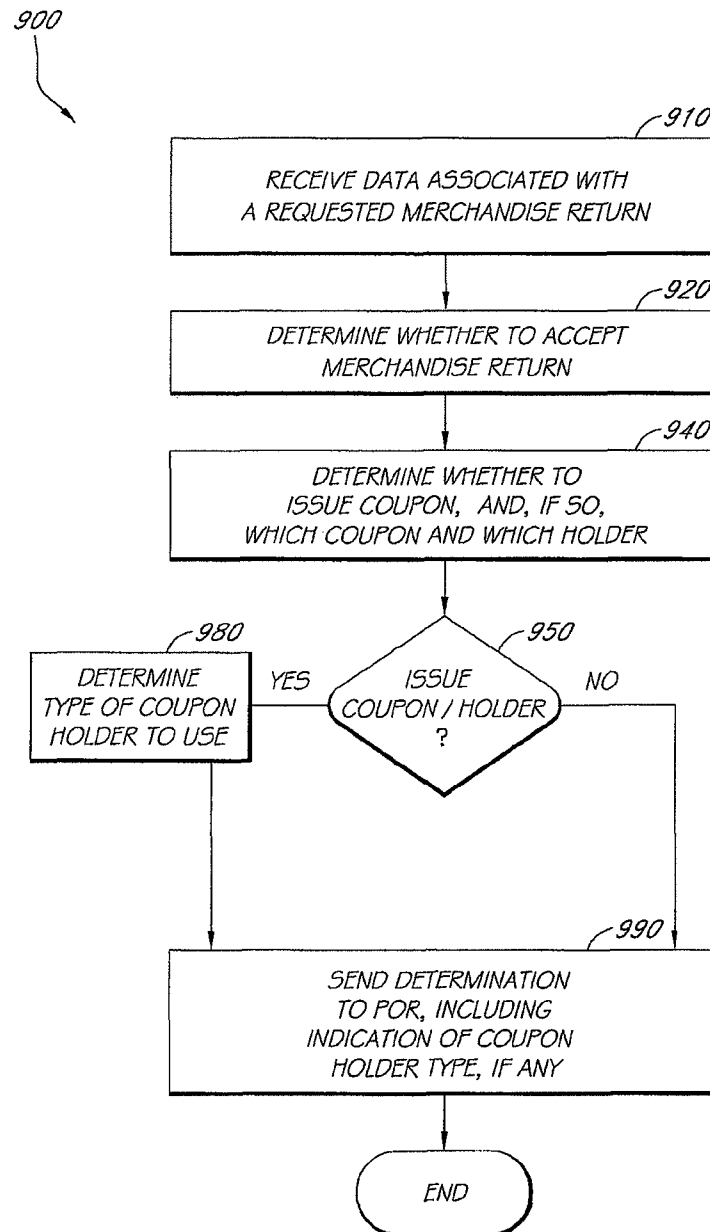 900
910
RECEIVE DATA ASSOCIATED WITH
A REQUESTED MERCHANDISE RETURN
920
DETERMINE WHETHER TO ACCEPT
MERCHANDISE RETURN
940
DETERMINE WHETHER TO
ISSUE COUPON, AND, IF SO,
WHICH COUPON AND WHICH HOLDER
980
DETERMINE
TYPE OF COUPON
HOLDER TO USE
YES
950
ISSUE
COUPON / HOLDER
?
NO
990
SEND DETERMINATION
TO POR, INCLUDING
INDICATION OF COUPON
HOLDER TYPE, IF ANY
END